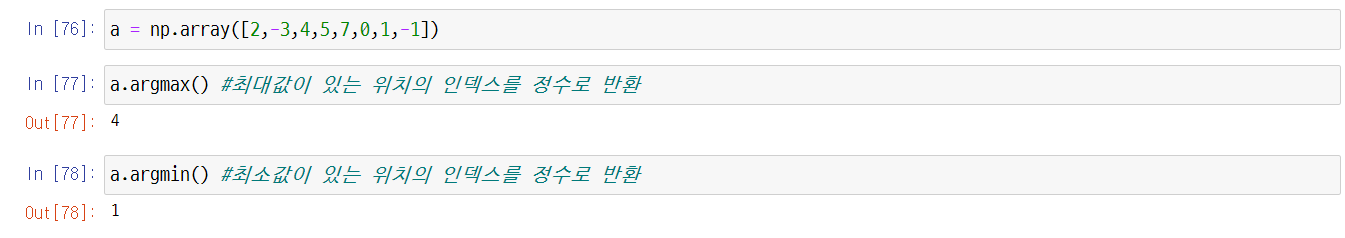 In [76]: a = np.array([2,-3,4,5,7,0,1,-1])
In [77]: a.argmax() #최대값이 있는 위치의 인덱스를 정수로 반환
Out[77]: 4
In [78]: a.argmin() #최소값이 있는 위치의 인덱스를 정수로 반환
Out[78]: 1